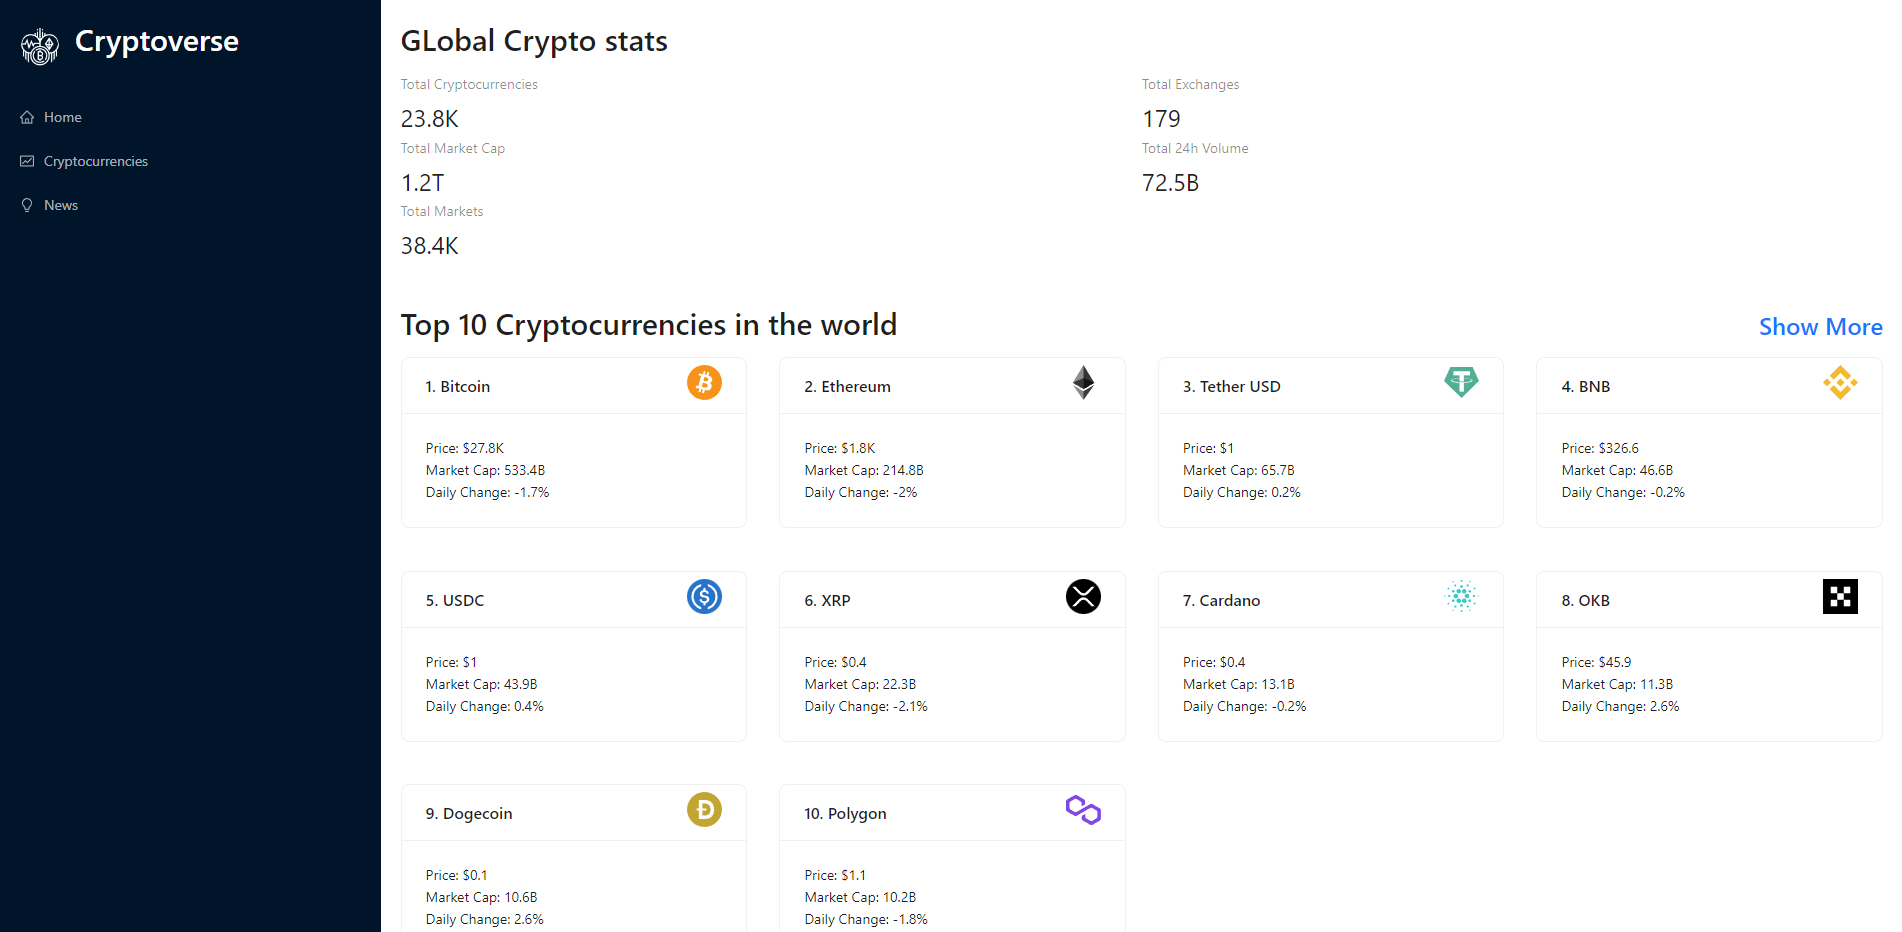 Cryptoverse
Home
Cryptocurrencies
News
GLobal Crypto stats
Total Cryptocurrencies
23.8K
Total Exchanges
179
Total Market Cap
1.2T
Total 24h Volume
72.5B
Total Markets
38.4K
Top 10 Cryptocurrencies in the world
Show More
1. Bitcoin
Price: $27.8K
Market Cap: 533.4B
Daily Change: -1.7%
2. Ethereum
Price: $1.8K
Market Cap: 214.8B
Daily Change: -2%
3. Tether USD
Price: $1
Market Cap: 65.7B
Daily Change: 0.2%
4. BNB
Price: $326.6
Market Cap: 46.6B
Daily Change: -0.2%
5. USDC
Price: $1
Market Cap: 43.9B
Daily Change: 0.4%
6. XRP
Price: $0.4
Market Cap: 22.3B
Daily Change: -2.1%
7. Cardano
Price: $0.4
Market Cap: 13.1B
Daily Change: -0.2%
8. OKB
Price: $45.9
Market Cap: 11.3B
Daily Change: 2.6%
9. Dogecoin
Price: $0.1
Market Cap: 10.6B
Daily Change: 2.6%
10. Polygon
Price: $1.1
Market Cap: 10.2B
Daily Change: -1.8%